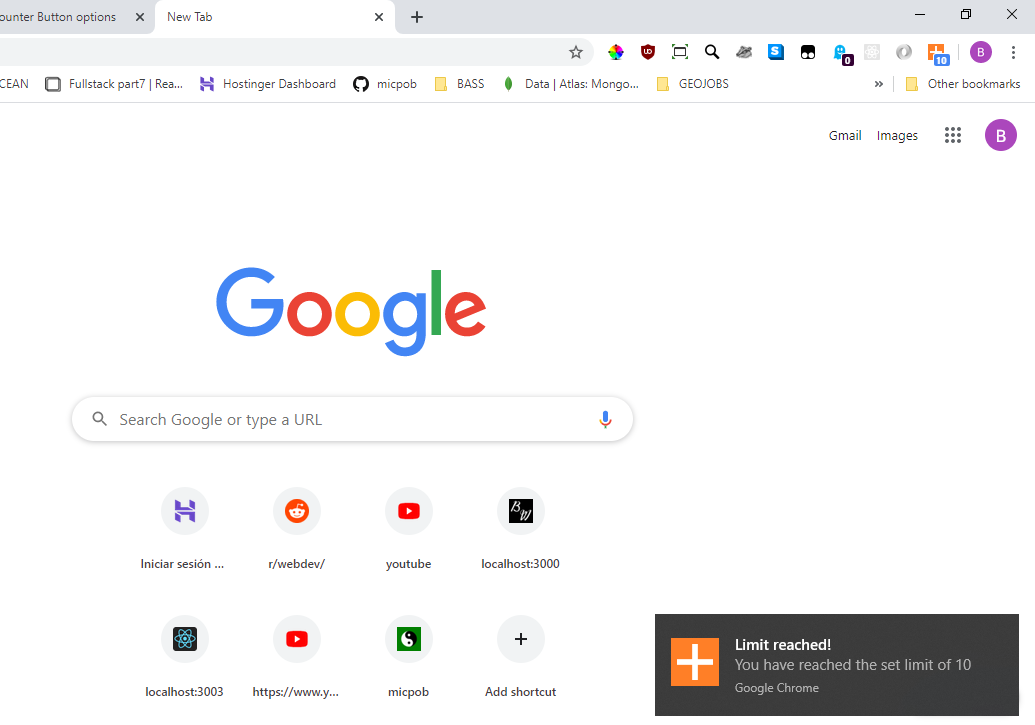 ounter Button options
New Tab
0
10
B
CEAN
Fullstack part7 | Rea...
Hostinger Dashboard
micpob
BASS
Data | Atlas: Mongo...
GEOJOBS
»
Other bookmarks
Gmail
Images
B
Google
Search Google or type a URL
Iniciar sesión ...
r/webdev/
youtube
BW
localhost:3000
localhost:3003
https://www.y...
micpob
Add shortcut
Limit reached!
You have reached the set limit of 10
Google Chrome